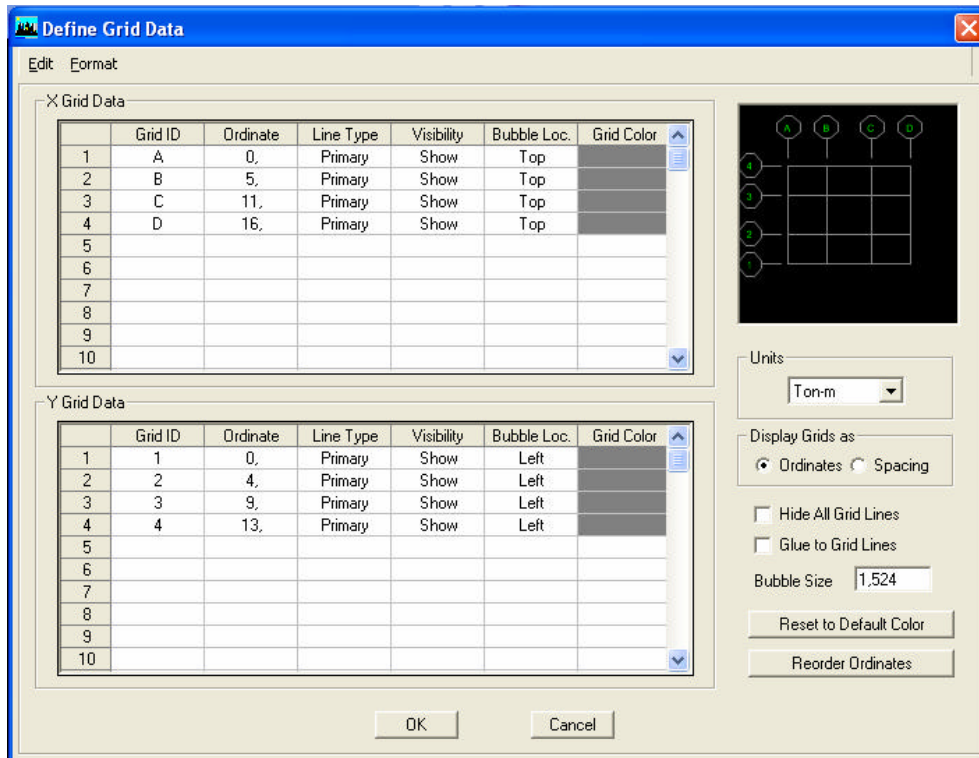 Define Grid Data
Edit Format
X Grid Data
Grid ID Ordinate Line Type Visibility Bubble Loc. Grid Color
1 A 0, Primary Show Top
2 B 5, Primary Show Top
3 C 11, Primary Show Top
4 D 16, Primary Show Top
5
6
7
8
9
10
A B C D
4
3
2
1
Units
Ton-m
Y Grid Data
Grid ID Ordinate Line Type Visibility Bubble Loc. Grid Color
1 1 0, Primary Show Left
2 2 4, Primary Show Left
3 3 9, Primary Show Left
4 4 13, Primary Show Left
5
6
7
8
9
10
Display Grids as
Ordinates Spacing
Hide All Grid Lines
Glue to Grid Lines
Bubble Size 1,524
Reset to Default Color
Reorder Ordinates
OK Cancel